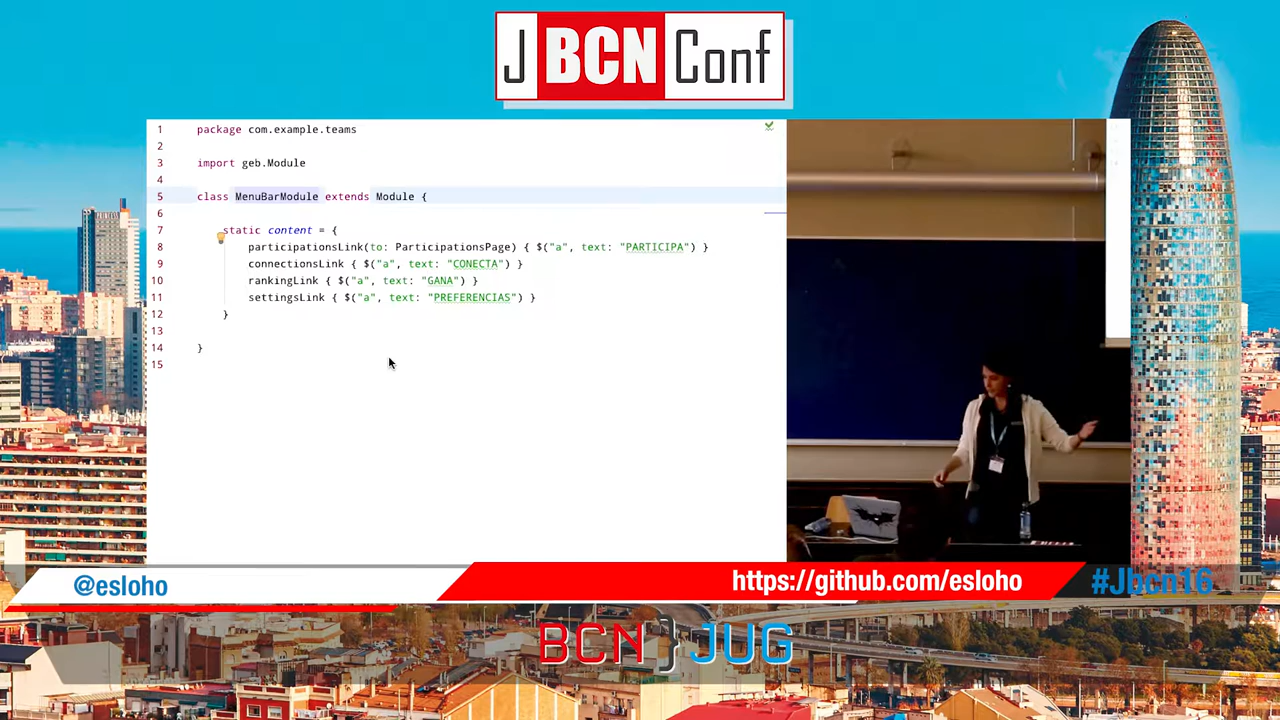 J BCN Conf
1 package com.example.teams
2
3 import geb.Module
4
5 class MenuBarModule extends Module {
6
7 static content = {
8 participationsLink(to: ParticipationsPage) { $("a", text: "PARTICIPA") }
9 connectionsLink { $("a", text: "CONECTA") }
10 rankingLink { $("a", text: "GANA") }
11 settingsLink { $("a", text: "PREFERENCIAS") }
12 }
13
14 }
15
@esloho
https://github.com/esloho
#Jbcn16
BCN } JUG